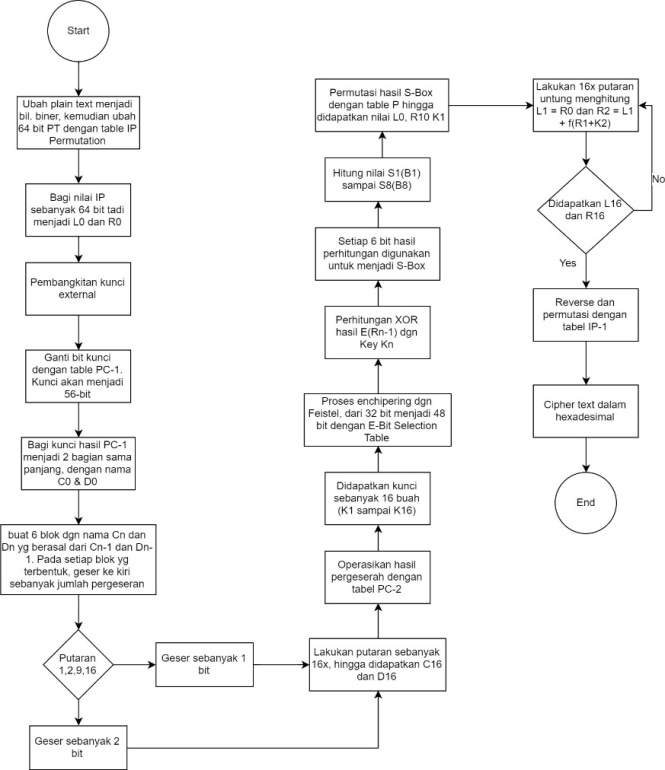 Start
Ubah plain text menjadi
bil. biner, kemudian ubah
64 bit PT dengan table IP
Permutation
Bagi nilai IP
sebanyak 64 bit tadi
menjadi L0 dan R0
Pembangkitan kunci
external
Ganti bit kunci
dengan table PC-1.
Kunci akan menjadi
56-bit
Bagi kunci hasil PC-1
menjadi 2 bagian sama
panjang, dengan nama
C0 & D0
buat 6 blok dgn nama Cn dan
Dn yg berasal dari Cn-1 dan Dn-
1. Pada setiap blok yg
terbentuk, geser ke kiri
sebanyak jumlah pergeseran
Putaran
1,2,9,16
Geser sebanyak 1
bit
Geser sebanyak 2
bit
Lakukan putaran sebanyak
16x, hingga didapatkan C16
dan D16
Operasikan hasil
pergeserah dengan
tabel PC-2
Didapatkan kunci
sebanyak 16 buah
(K1 sampai K16)
Proses enchipering dgn
Feistel, dari 32 bit menjadi 48
bit dengan E-Bit Selection
Table
Perhitungan XOR
hasil E(Rn-1) dgn
Key Kn
Setiap 6 bit hasil
perhitungan digunakan
untuk menjadi S-Box
Hitung nilai S1(B1)
sampai S8(B8)
Permutasi hasil S-Box
dengan table P hingga
didapatkan nilai L0, R10 K1
Lakukan 16x putaran
untung menghitung
L1 = R0 dan R2 = L1
+ f(R1+K2)
No
Didapatkan L16
dan R16
Yes
Reverse dan
permutasi dengan
tabel IP-1
Cipher text dalam
hexadesimal
End